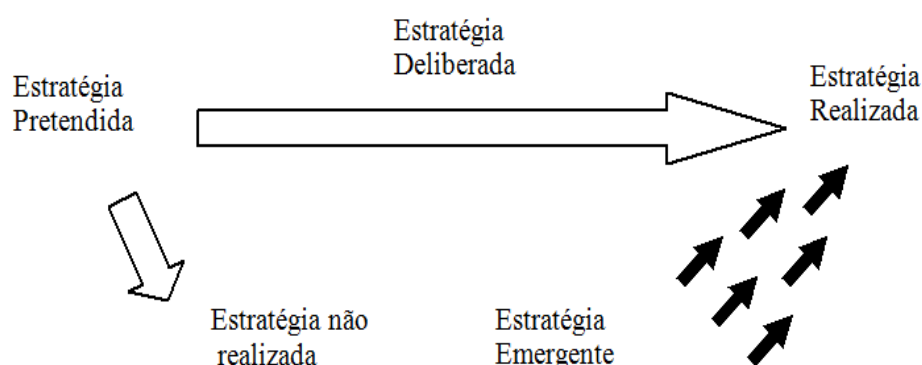 Estratégia
Deliberada
Estratégia
Pretendida
Estratégia
Realizada
Estratégia não
realizada
Estratégia
Emergente